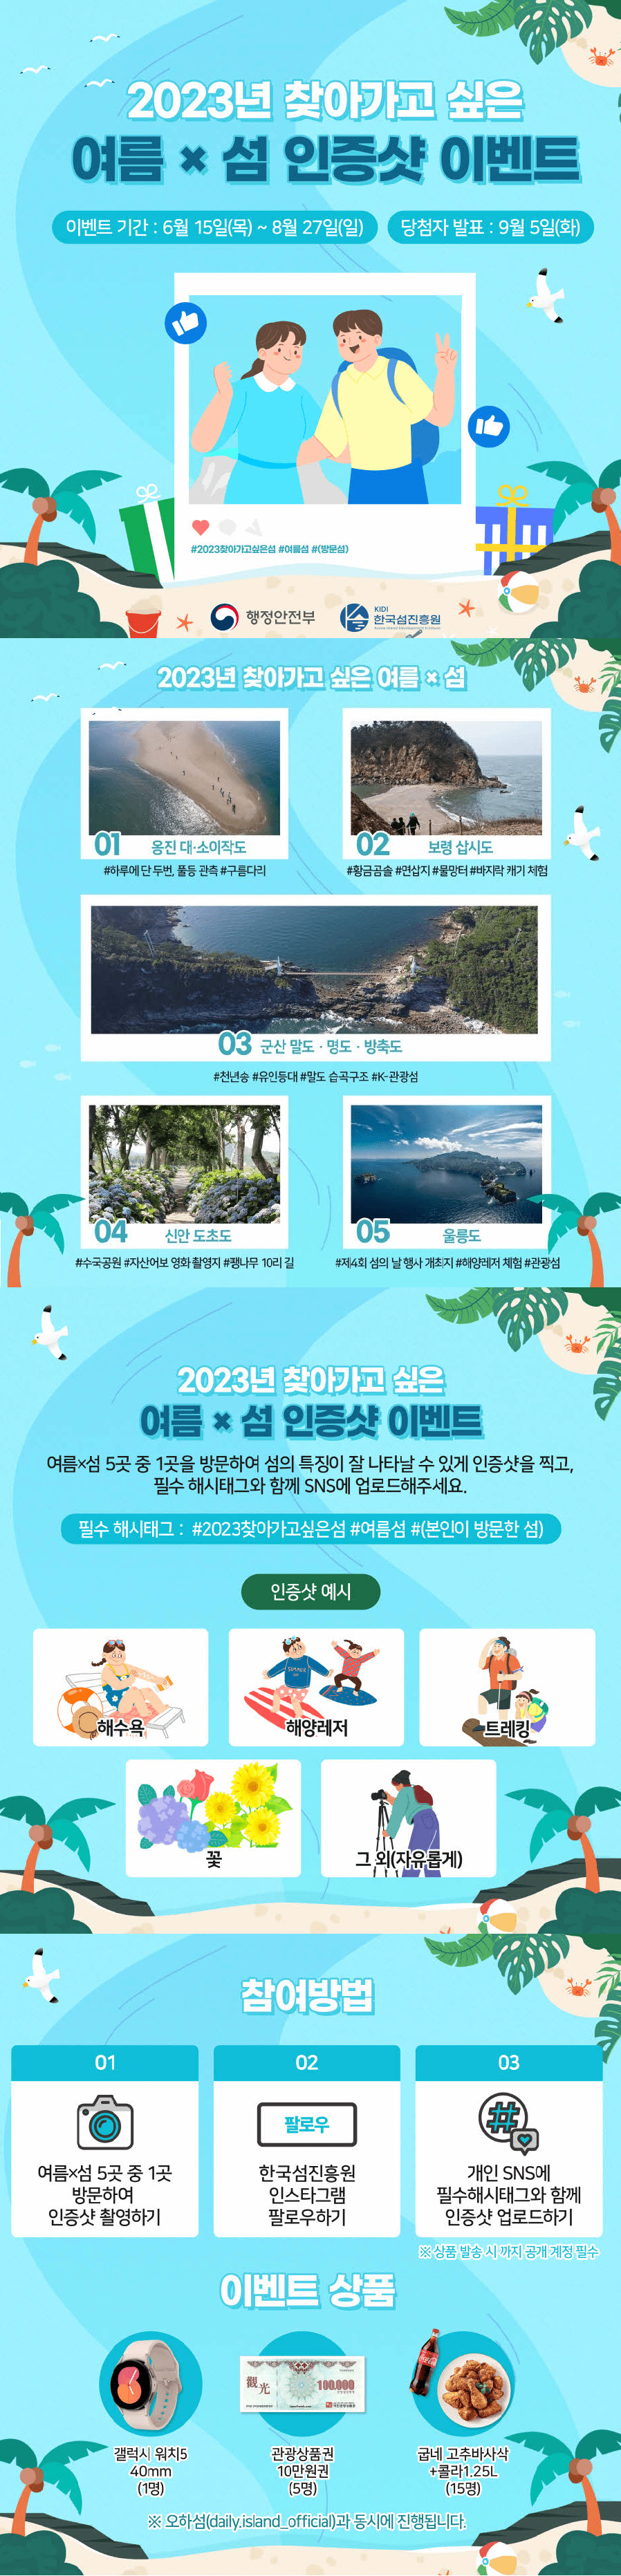 2023년 찾아가고 싶은
여름 × 섬 인증샷 이벤트
이벤트 기간 : 6월 15일(목) ~ 8월 27일(일)
당첨자 발표 : 9월 5일(화)
#2023찾아가고싶은섬 #여름섬 #(방문섬)
행정안전부
KIDI
한국섬진흥원
2023년 찾아가고 싶은 여름 × 섬
01 옹진 대·소이작도
#하루에 단 두번, 풀등 관측 #구름다리
02 보령 삽시도
#황금곰솔 #면삽지 #물망터 #바지락 캐기 체험
03 군산 말도 · 명도 · 방축도
#천년송 #유인등대 #말도 습곡구조 #K-관광섬
04 신안 도초도
#수국공원 #자산어보 영화 촬영지 #팽나무 10리 길
05 울릉도
#제4회 섬의 날 행사 개최지 #해양레저 체험 #관광섬
2023년 찾아가고 싶은
여름 × 섬 인증샷 이벤트
여름×섬 5곳 중 1곳을 방문하여 섬의 특징이 잘 나타날 수 있게 인증샷을 찍고,
필수 해시태그와 함께 SNS에 업로드해주세요.
필수 해시태그 : #2023찾아가고싶은섬 #여름섬 #(본인이 방문한 섬)
인증샷 예시
해수욕
SUMMER
해양레저
트레킹
꽃
그 외(자유롭게)
참여방법
01
여름×섬 5곳 중 1곳
방문하여
인증샷 촬영하기
02
팔로우
한국섬진흥원
인스타그램
팔로우하기
03
#
개인 SNS에
필수해시태그와 함께
인증샷 업로드하기
※ 상품 발송 시 까지 공개 계정 필수
이벤트 상품
觀光
100,000
갤럭시 워치5
40mm
(1명)
관광상품권
10만원권
(5명)
굽네 고추바사삭
+콜라1.25L
(15명)
※ 오하섬(daily.island_official)과 동시에 진행됩니다.